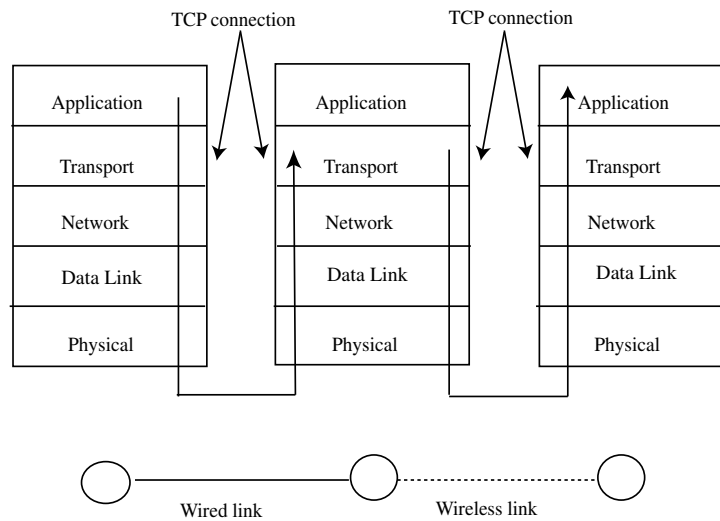 TCP connection TCP connection
Application Application Application
Transport Transport Transport
Network Network Network
Data Link Data Link Data Link
Physical Physical Physical
Wired link Wireless link